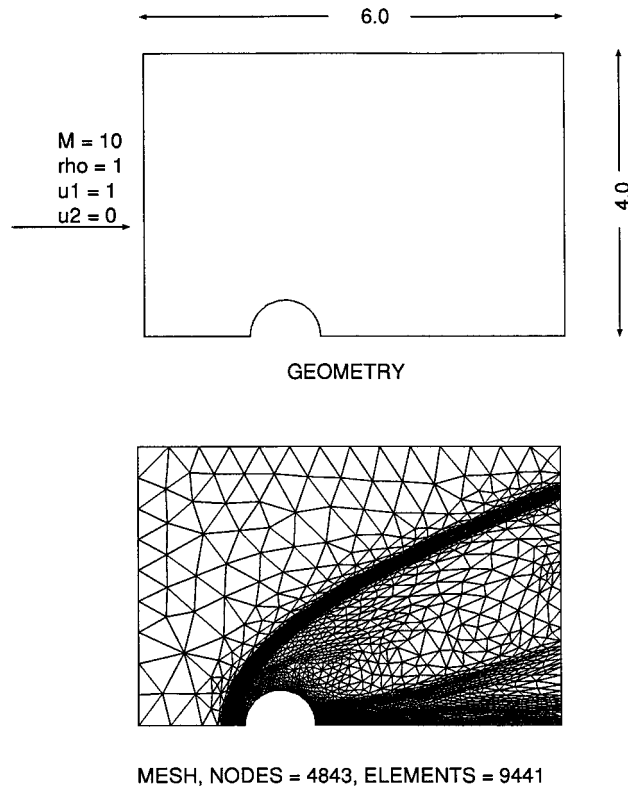 6.0
M = 10
rho = 1
u1 = 1
u2 = 0
4.0
GEOMETRY
MESH, NODES = 4843, ELEMENTS = 9441